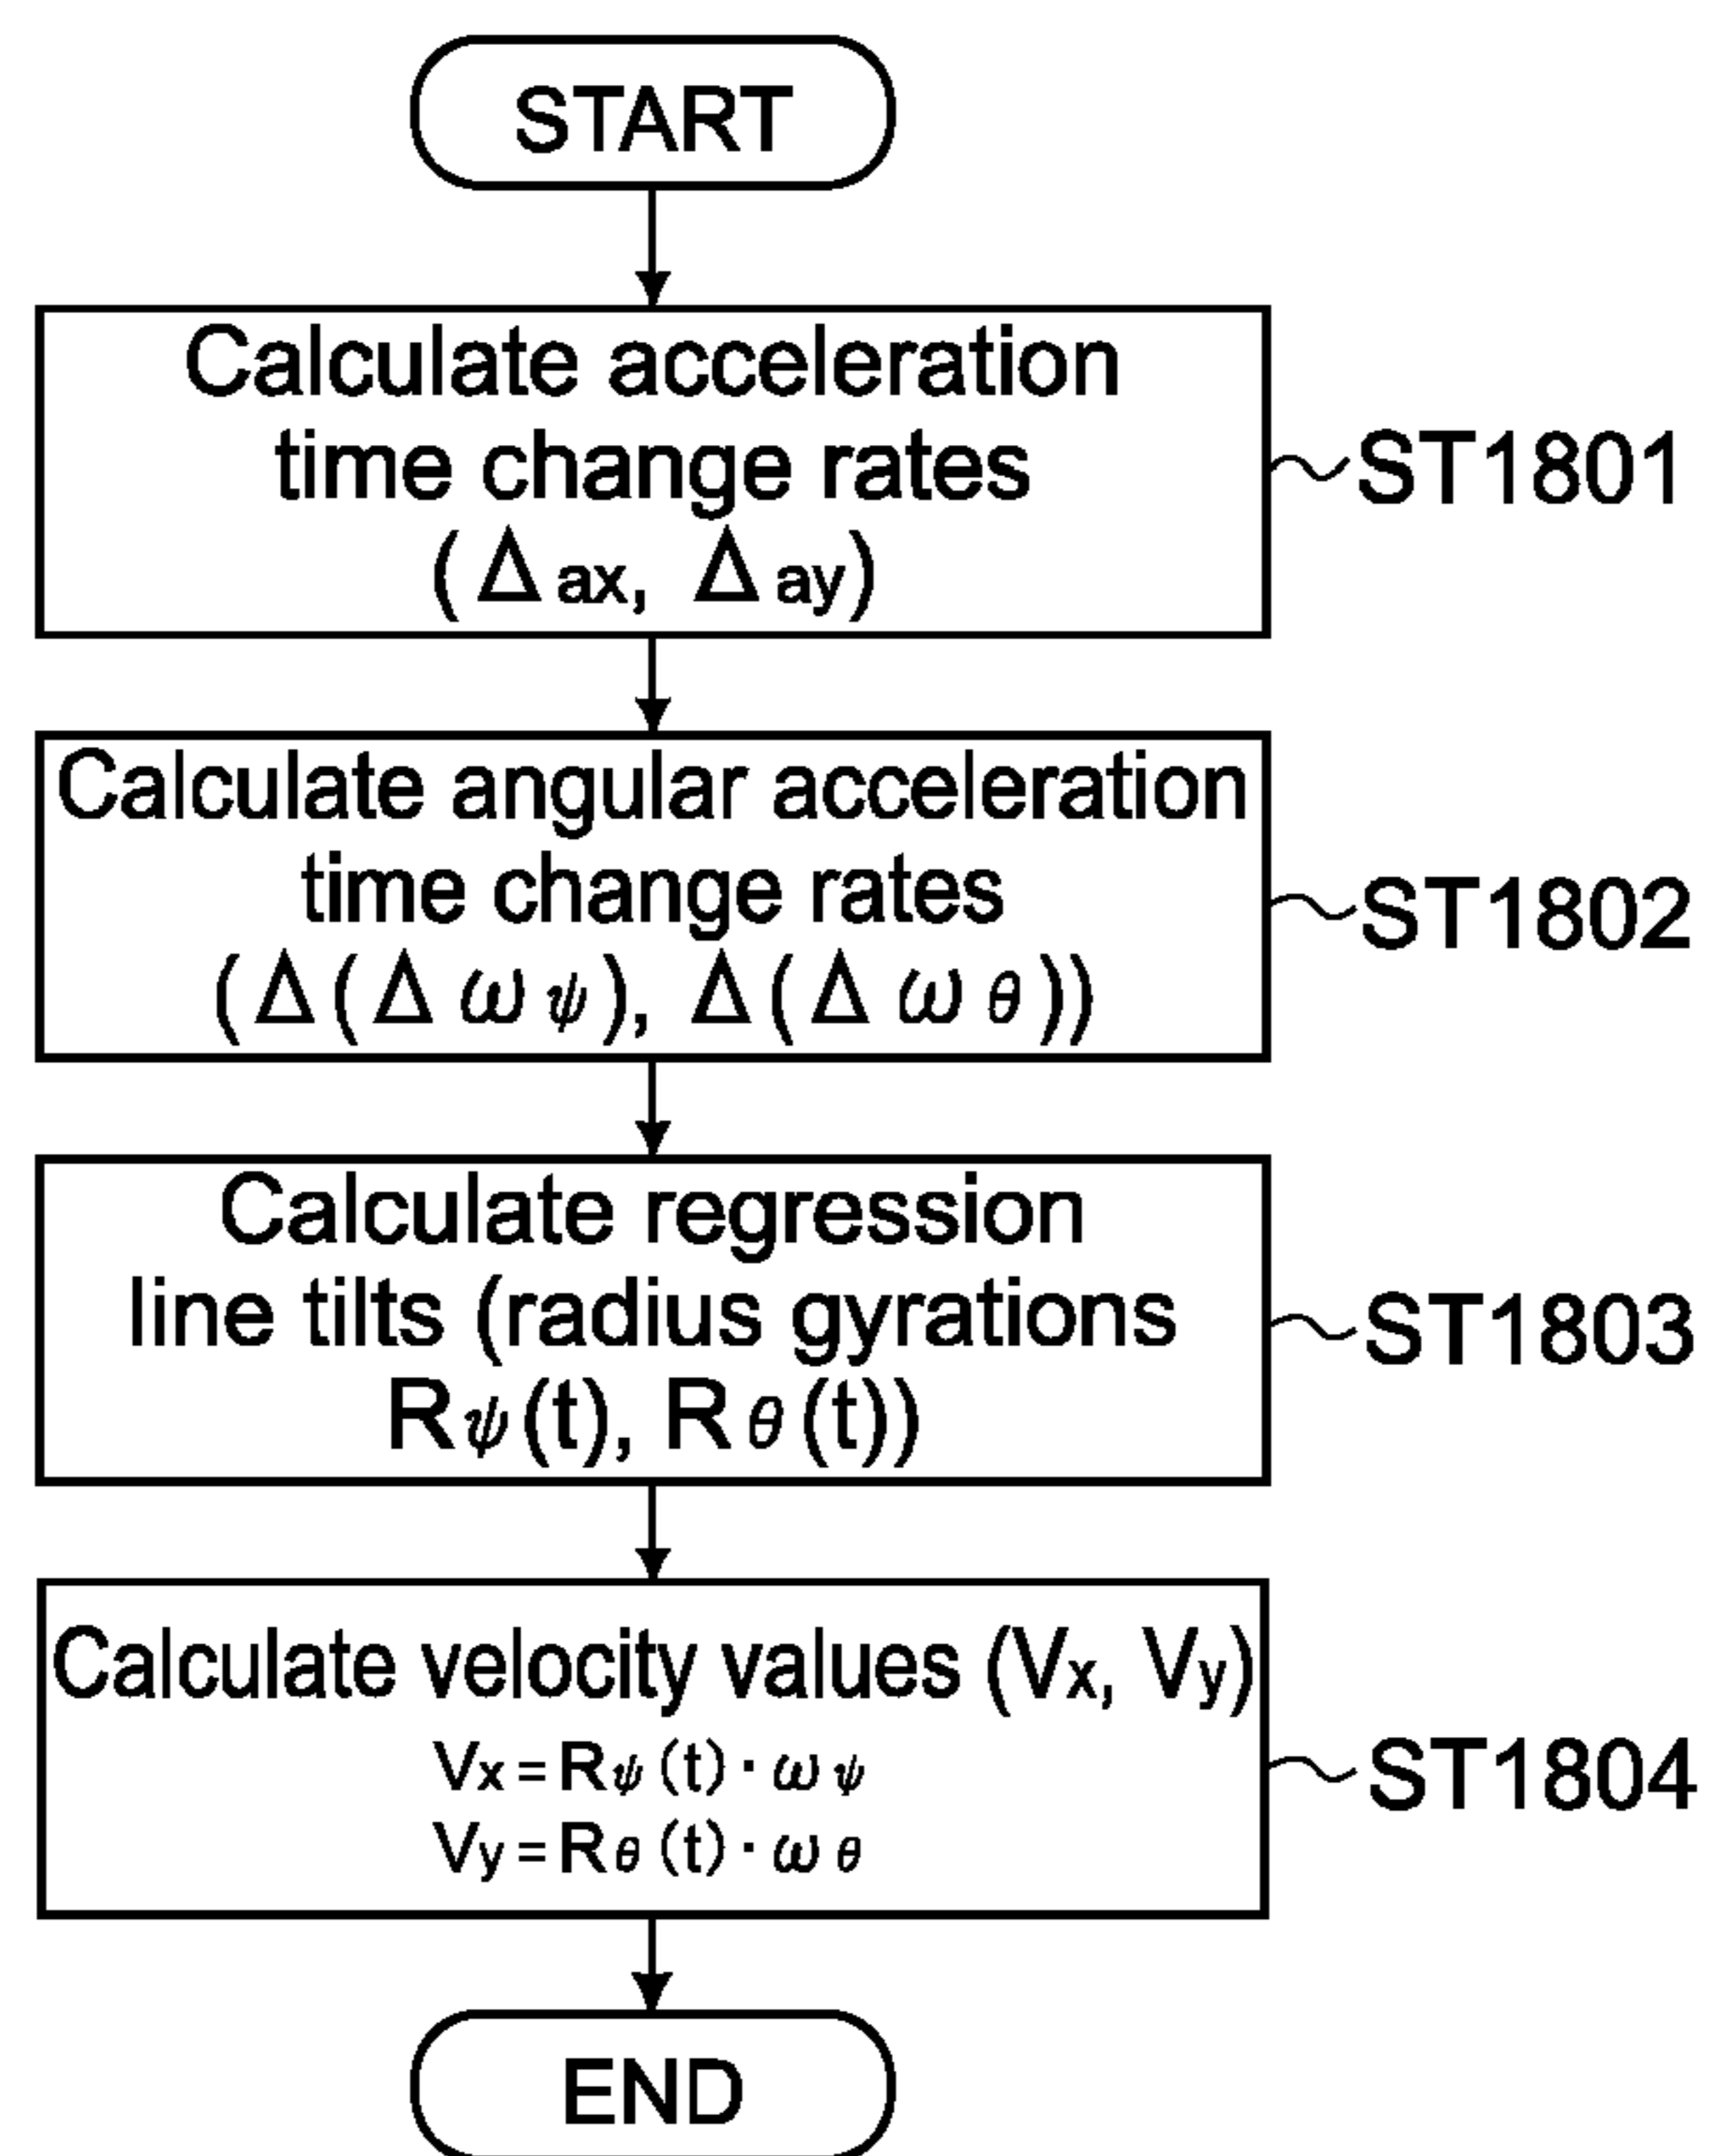 START
Calculate acceleration
time change rates
(Δax, Δay)
ST1801
Calculate angular acceleration
time change rates
(Δ(Δωψ), Δ(Δωθ))
ST1802
Calculate regression
line tilts (radius gyrations
Rψ(t), Rθ(t))
ST1803
Calculate velocity values (Vx, Vy)
Vx=Rψ(t)·ωψ
Vy=Rθ(t)·ωθ
ST1804
END